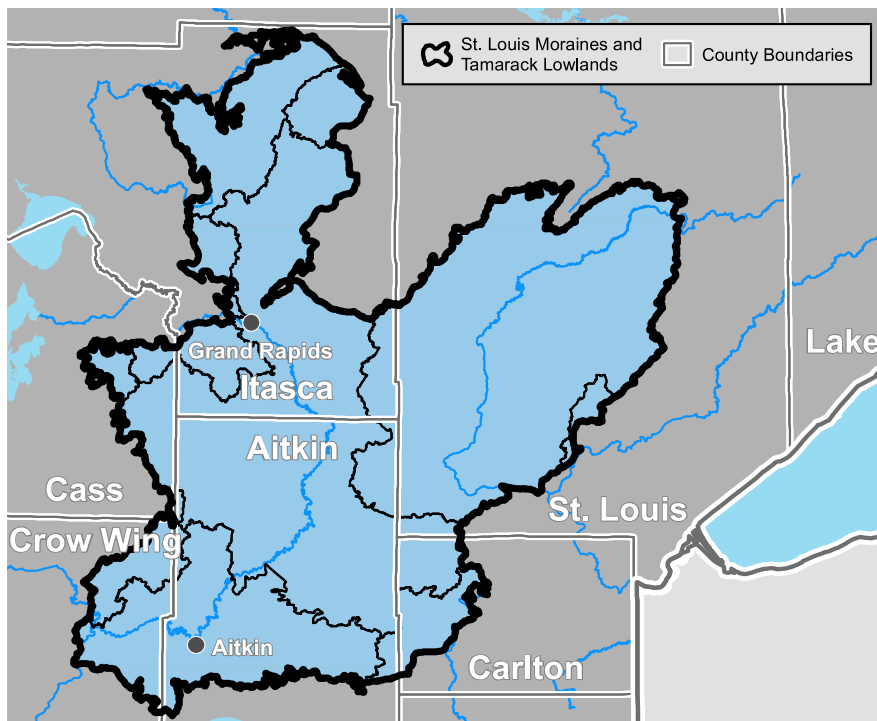 St. Louis Moraines and
Tamarack Lowlands
County Boundaries
Lake
Grand Rapids
Itasca
Aitkin
Cass
St. Louis
Crow Wing
Aitkin
Carlton